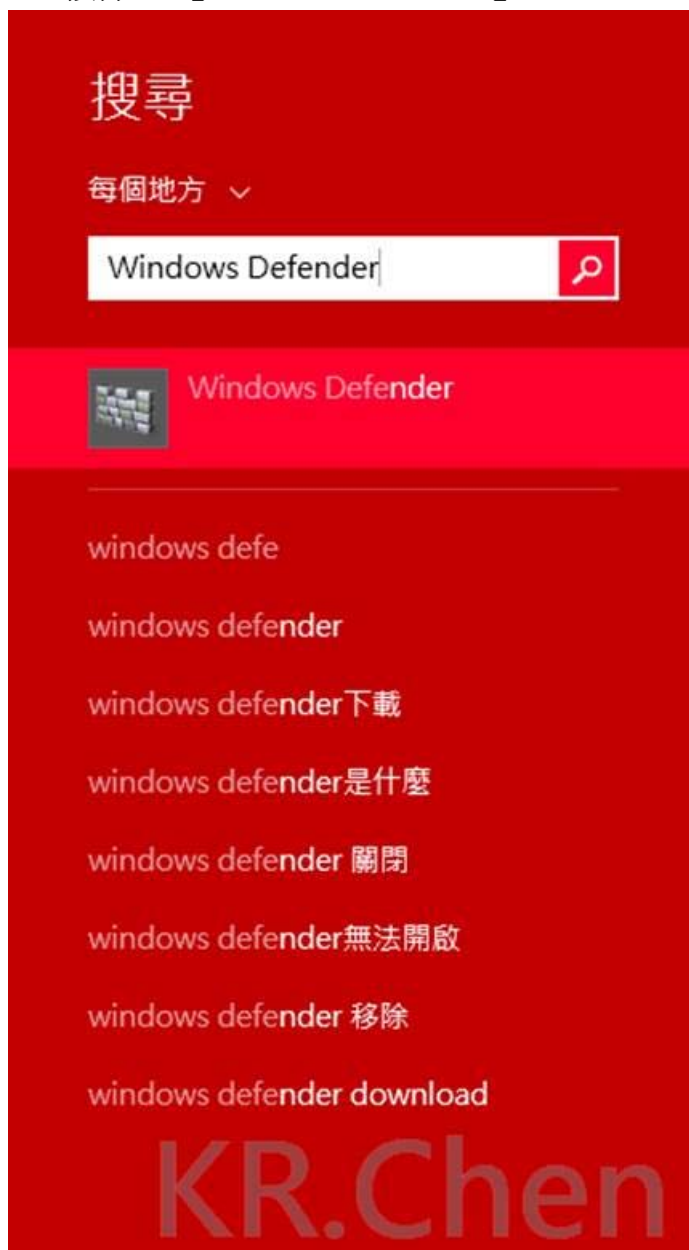 搜尋
每個地方
Windows Defender
Windows Defender
windows defe
windows defender
windows defender下載
windows defender是什麼
windows defender 關閉
windows defender無法開啟
windows defender 移除
windows defender download
KR.Chen